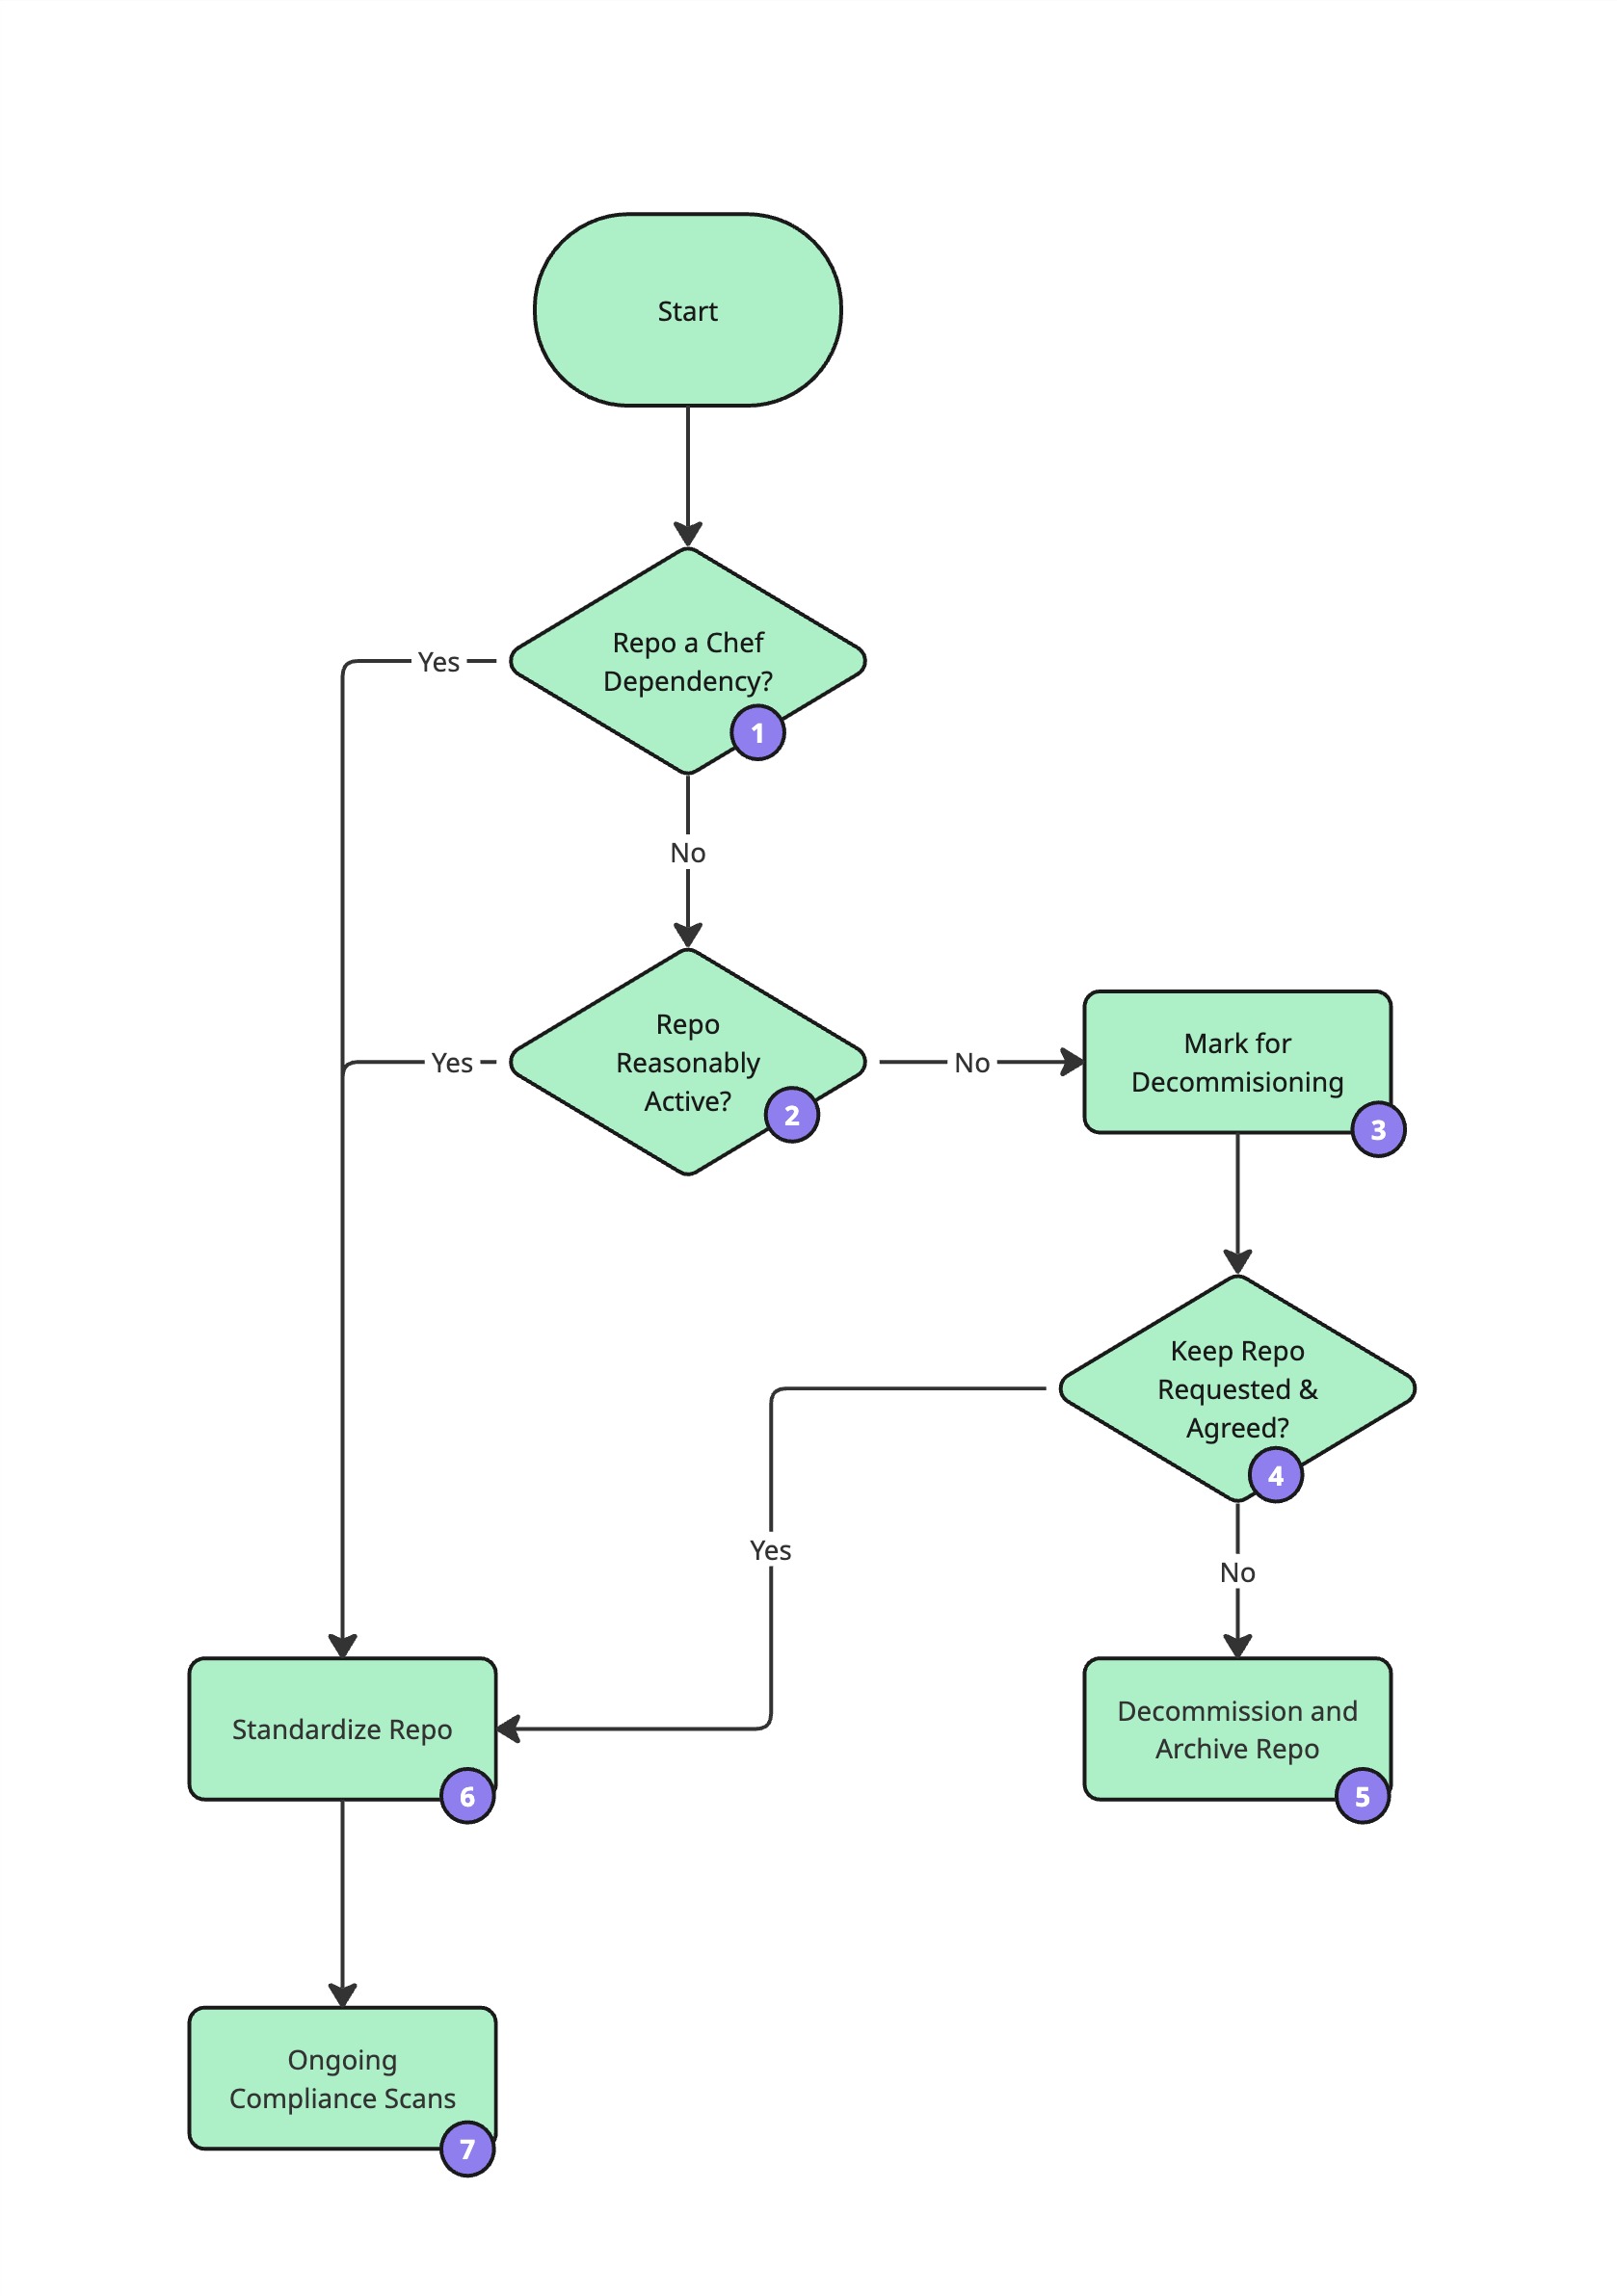 Start
Repo a Chef
Dependency?
1
Yes
No
Repo
Reasonably
Active?
2
Yes
No
Mark for
Decommisioning
3
Keep Repo
Requested &
Agreed?
4
Yes
No
Standardize Repo
6
Decommission and
Archive Repo
5
Ongoing
Compliance Scans
7